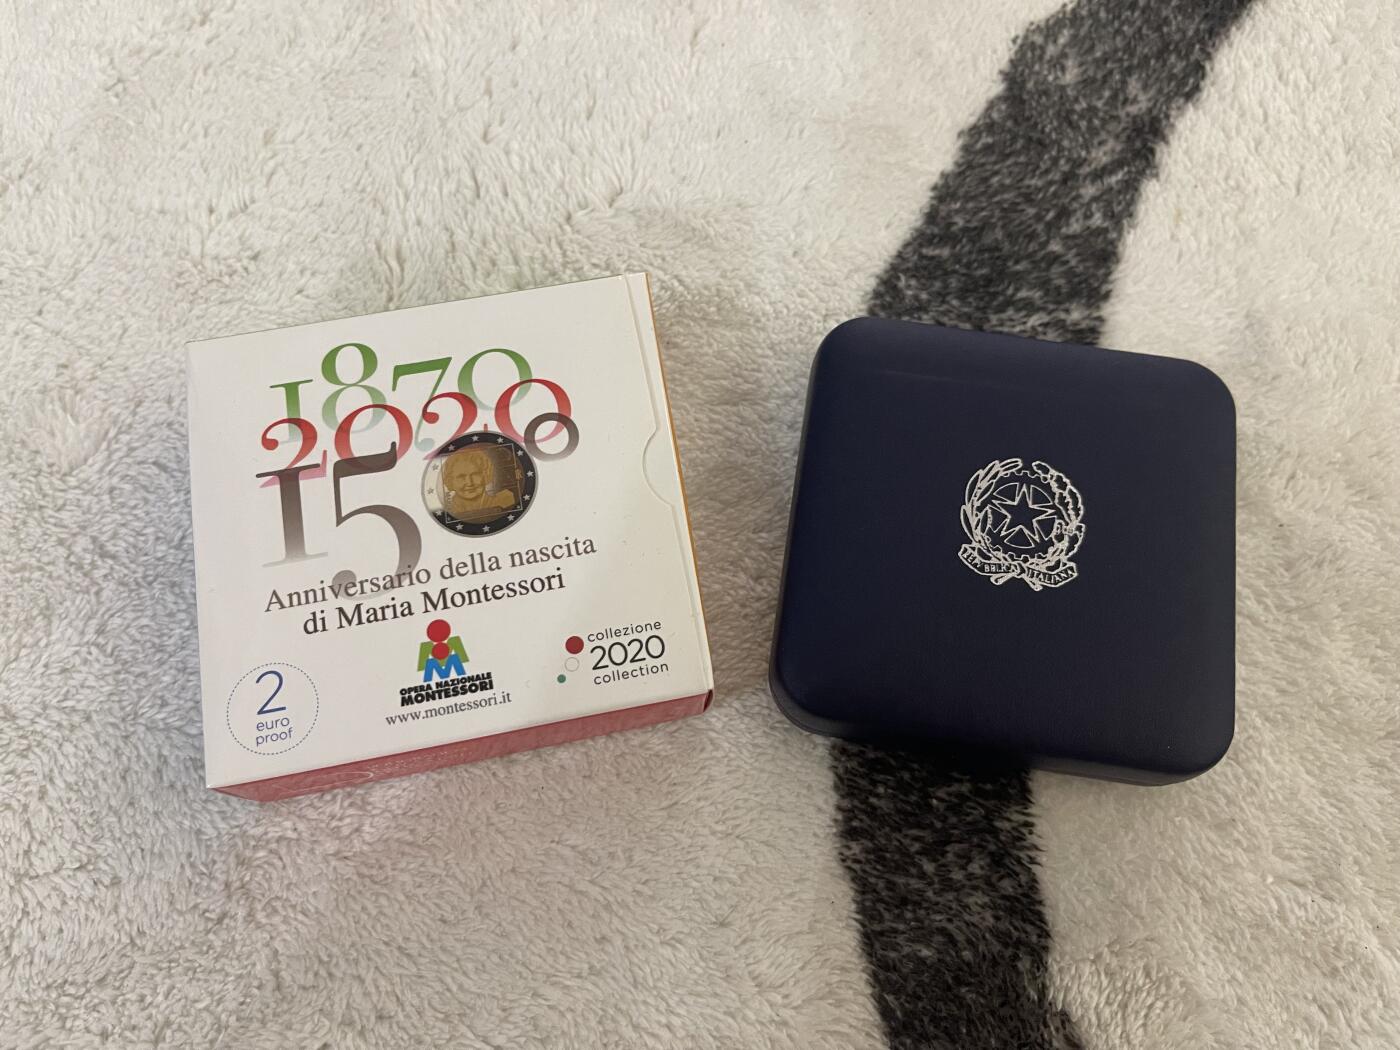 1870
2020
150°
Anniversario della nascita
di Maria Montessori
OPERA NAZIONALE
MONTESSORI
www.montessori.it
2
euro
proof
collezione
2020
collection
REPVBBLICA ITALIANA